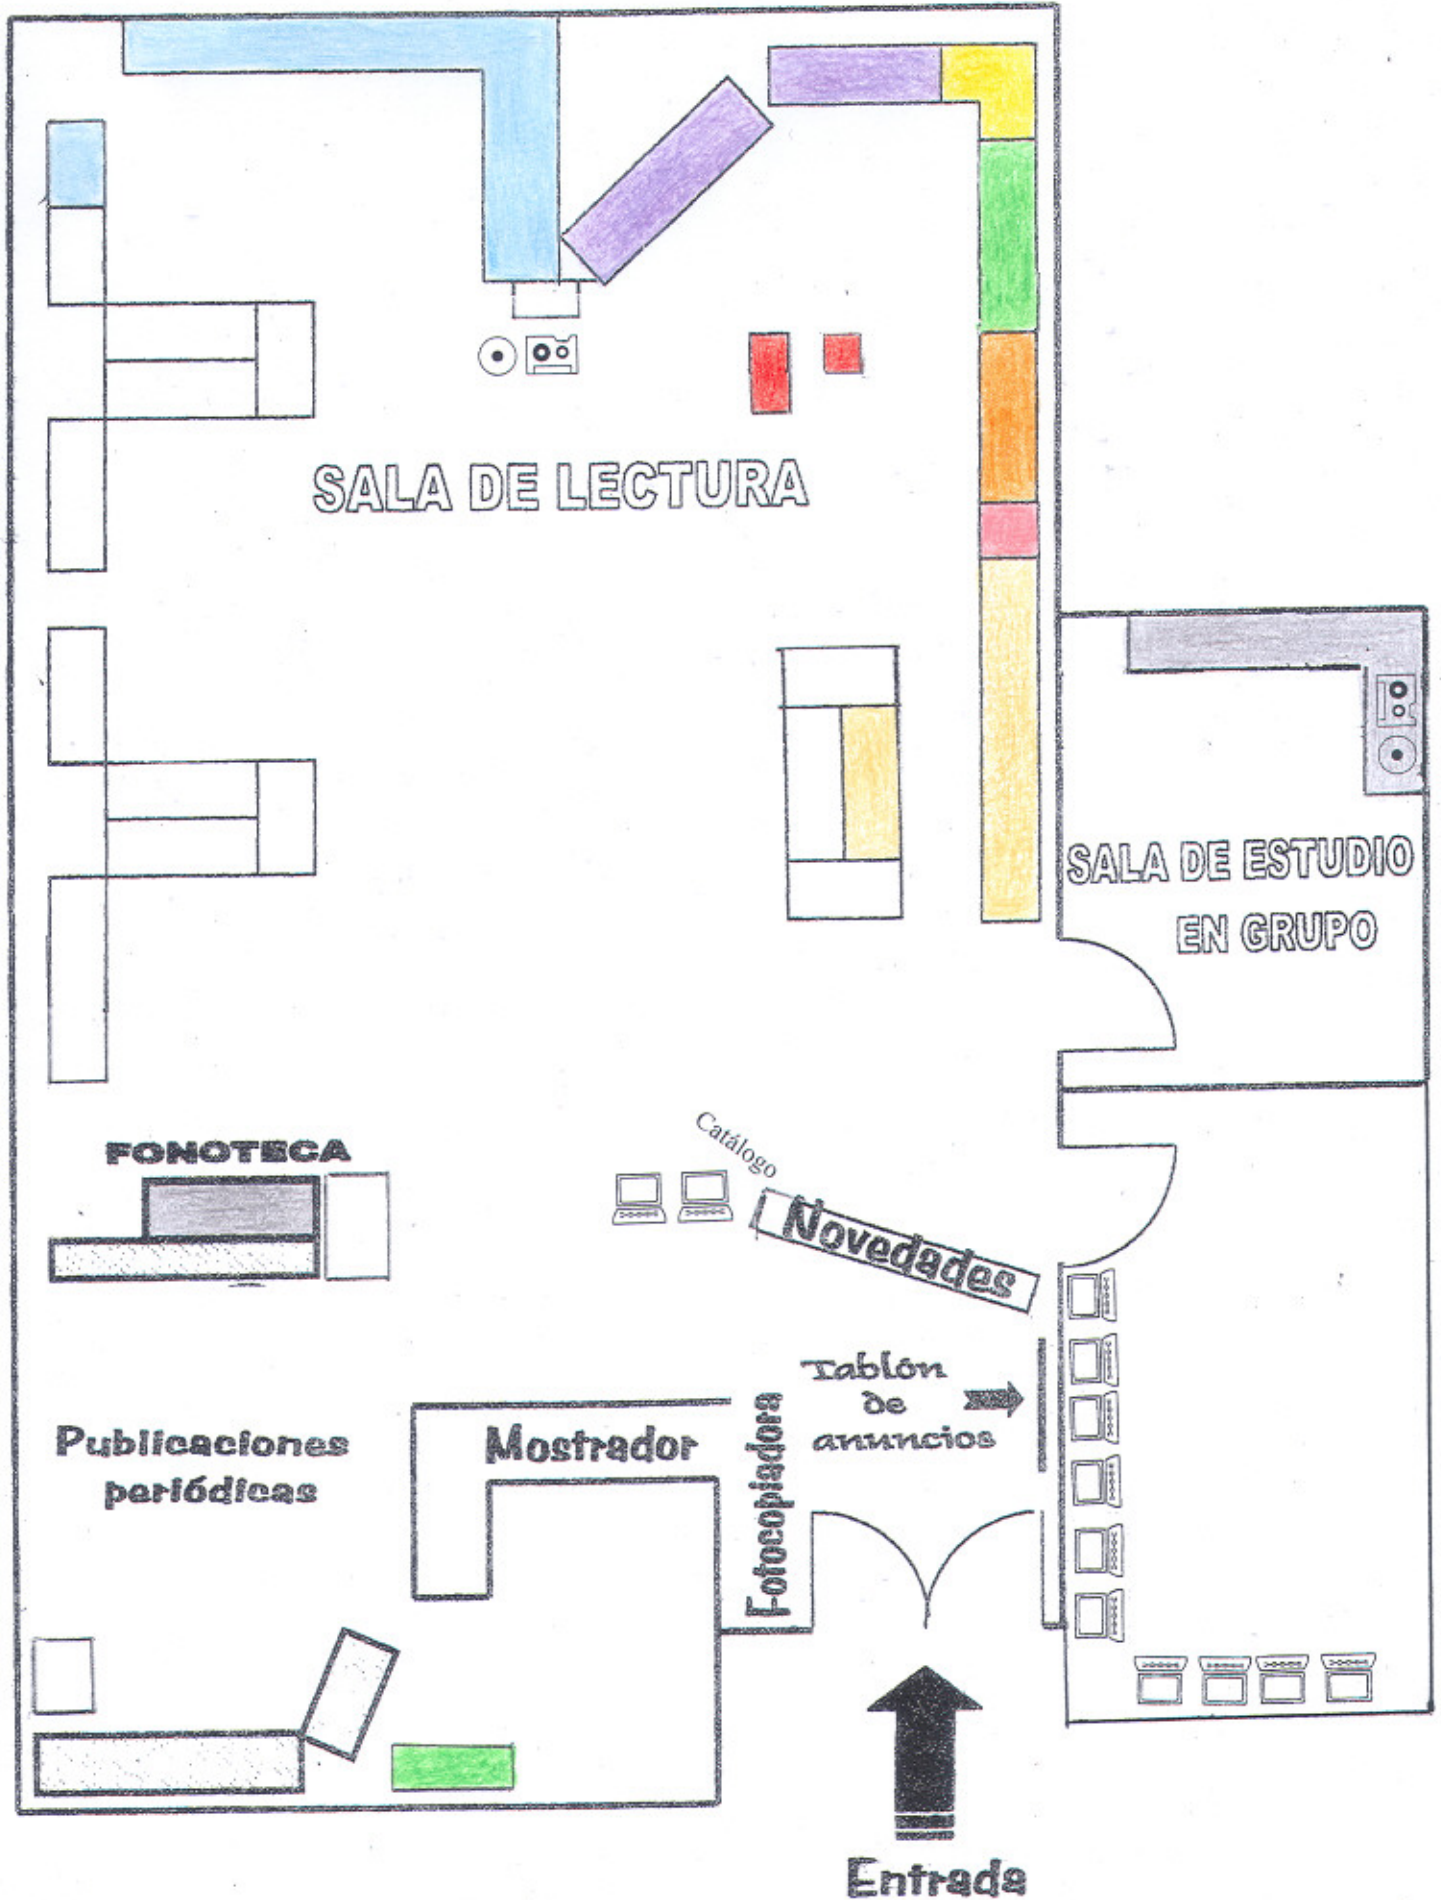 SALA DE LECTURA
SALA DE ESTUDIO
EN GRUPO
FONOTECA
Catálogo
Novedades
Tablón
de
anuncios
Publicaciones
periódicas
Mostrador
Fotocopiadora
Entrada